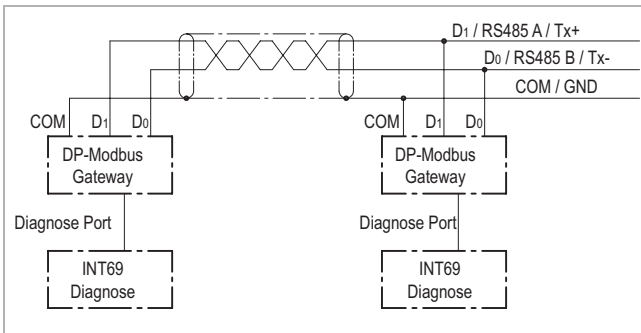 D1 / RS485 A / Tx+
D0 / RS485 B / Tx-
COM / GND
COM D1 D0
COM D1 D0
DP-Modbus
Gateway
DP-Modbus
Gateway
Diagnose Port
Diagnose Port
INT69
Diagnose
INT69
Diagnose